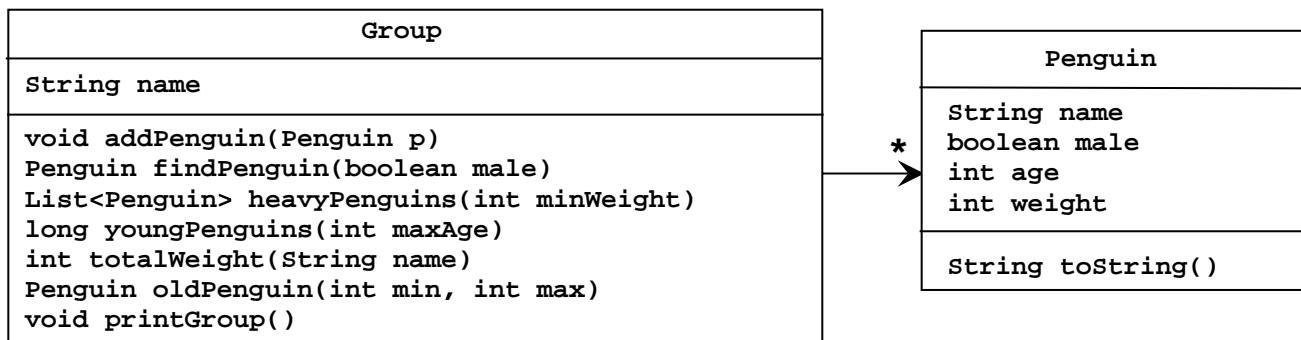 Group
String name
void addPenguin(Penguin p)
Penguin findPenguin(boolean male)
List<Penguin> heavyPenguins(int minWeight)
long youngPenguins(int maxAge)
int totalWeight(String name)
Penguin oldPenguin(int min, int max)
void printGroup()
*
Penguin
String name
boolean male
int age
int weight
String toString()